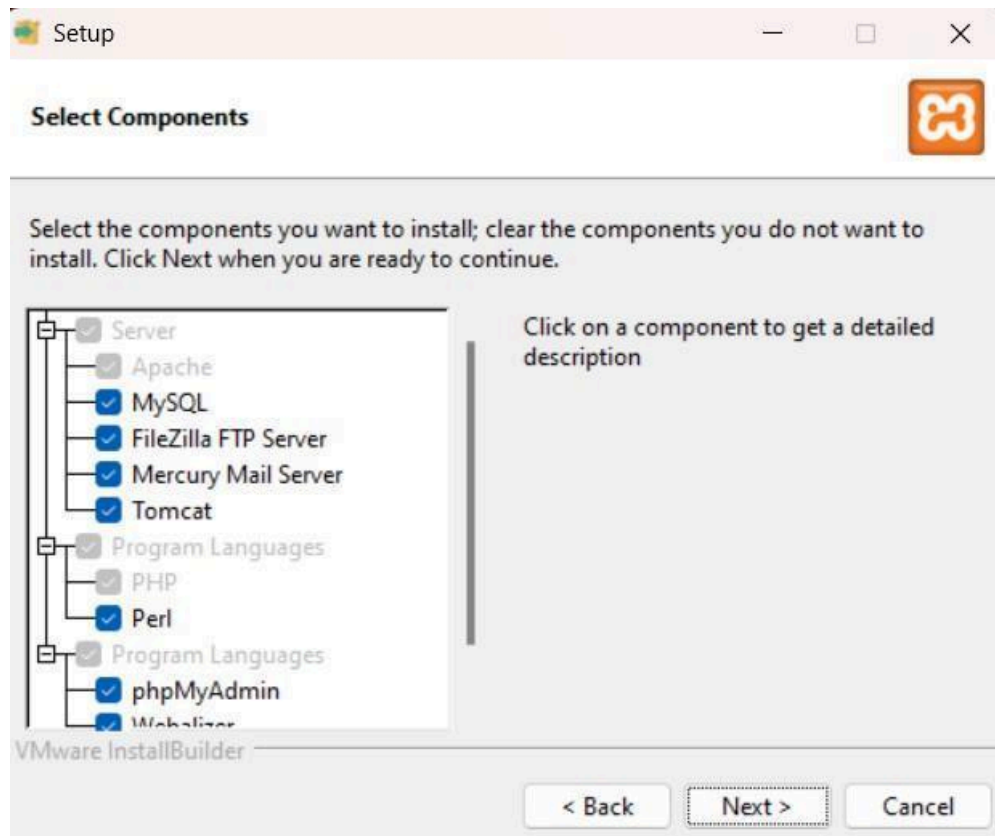 Setup
Select Components
Select the components you want to install; clear the components you do not want to
install. Click Next when you are ready to continue.
Server
Apache
MySQL
FileZilla FTP Server
Mercury Mail Server
Tomcat
Program Languages
PHP
Perl
Program Languages
phpMyAdmin
Webalizer
Click on a component to get a detailed
description
VMware InstallBuilder
< Back
Next >
Cancel